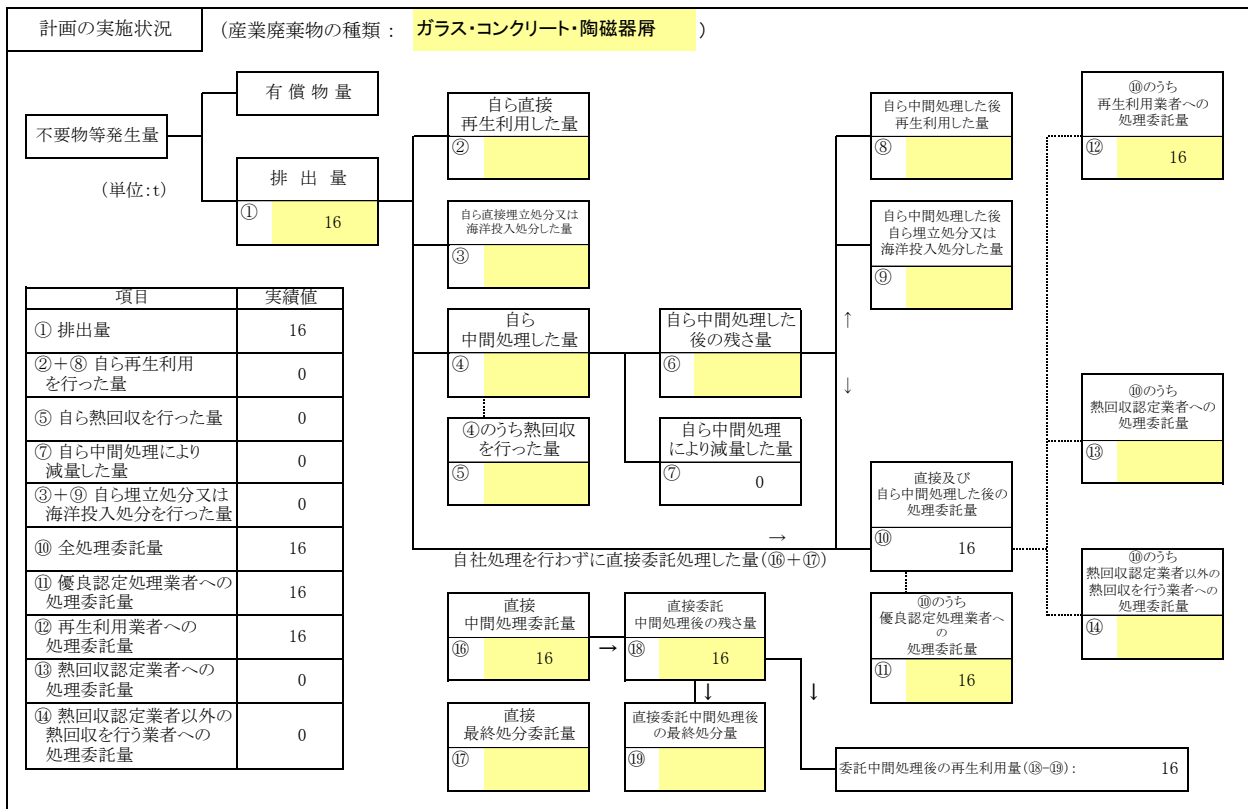 計画の実施状況
(産業廃棄物の種類： ガラス・コンクリート・陶磁器屑 )
有 償 物 量
不要物等発生量
(単位:t)
排 出 量
① 16
自ら直接
再生利用した量
②
自ら直接埋立処分又は
海洋投入処分した量
③
自ら
中間処理した量
④
④のうち熱回収
を行った量
⑤
自ら中間処理した
後の残さ量
⑥
自ら中間処理
により減量した量
⑦ 0
自ら中間処理した後
再生利用した量
⑧
自ら中間処理した後
自ら埋立処分又は
海洋投入処分した量
⑨
↑
↓
直接及び
自ら中間処理した後の
処理委託量
⑩ 16
⑩のうち
優良認定処理業者へ
の
処理委託量
⑪ 16
⑩のうち
再生利用業者への
処理委託量
⑫ 16
⑩のうち
熱回収認定業者への
処理委託量
⑬
⑩のうち
熱回収認定業者以外の
熱回収を行う業者への
処理委託量
⑭
→
自社処理を行わずに直接委託処理した量(⑯+⑰)
直接
中間処理委託量
⑯ 16
→
直接委託
中間処理後の残さ量
⑱ 16
↓
↓
直接
最終処分委託量
⑰
直接委託中間処理後
の最終処分量
⑲
委託中間処理後の再生利用量(⑱-⑲)： 16
項目 実績値
① 排出量 16
②+⑧ 自ら再生利用
を行った量 0
⑤ 自ら熱回収を行った量 0
⑦ 自ら中間処理により
減量した量 0
③+⑨ 自ら埋立処分又は
海洋投入処分を行った量 0
⑩ 全処理委託量 16
⑪ 優良認定処理業者への
処理委託量 16
⑫ 再生利用業者への
処理委託量 16
⑬ 熱回収認定業者への
処理委託量 0
⑭ 熱回収認定業者以外の
熱回収を行う業者への
処理委託量 0